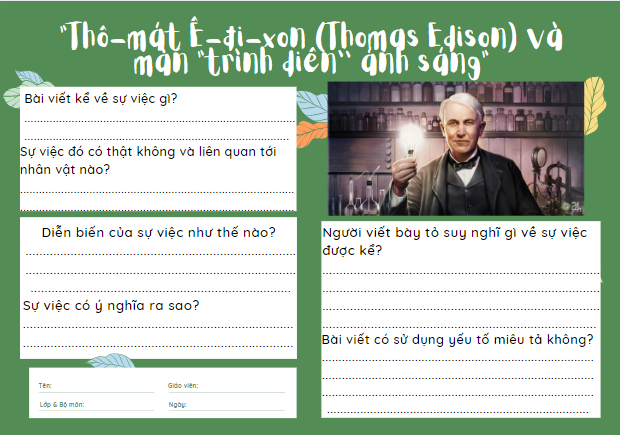 "Thô-mát Ê-đi-xon (Thomas Edison) và
màn "trình diễn" ánh sáng"
Bài viết kể về sự việc gì?
Sự việc đó có thật không và liên quan tới
nhân vật nào?
Diễn biến của sự việc như thế nào?
Sự việc có ý nghĩa ra sao?
Người viết bày tỏ suy nghĩ gì về sự việc
được kể?
Bài viết có sử dụng yếu tố miêu tả không?
Tên:
Giáo viên:
Lớp & Bộ môn:
Ngày: